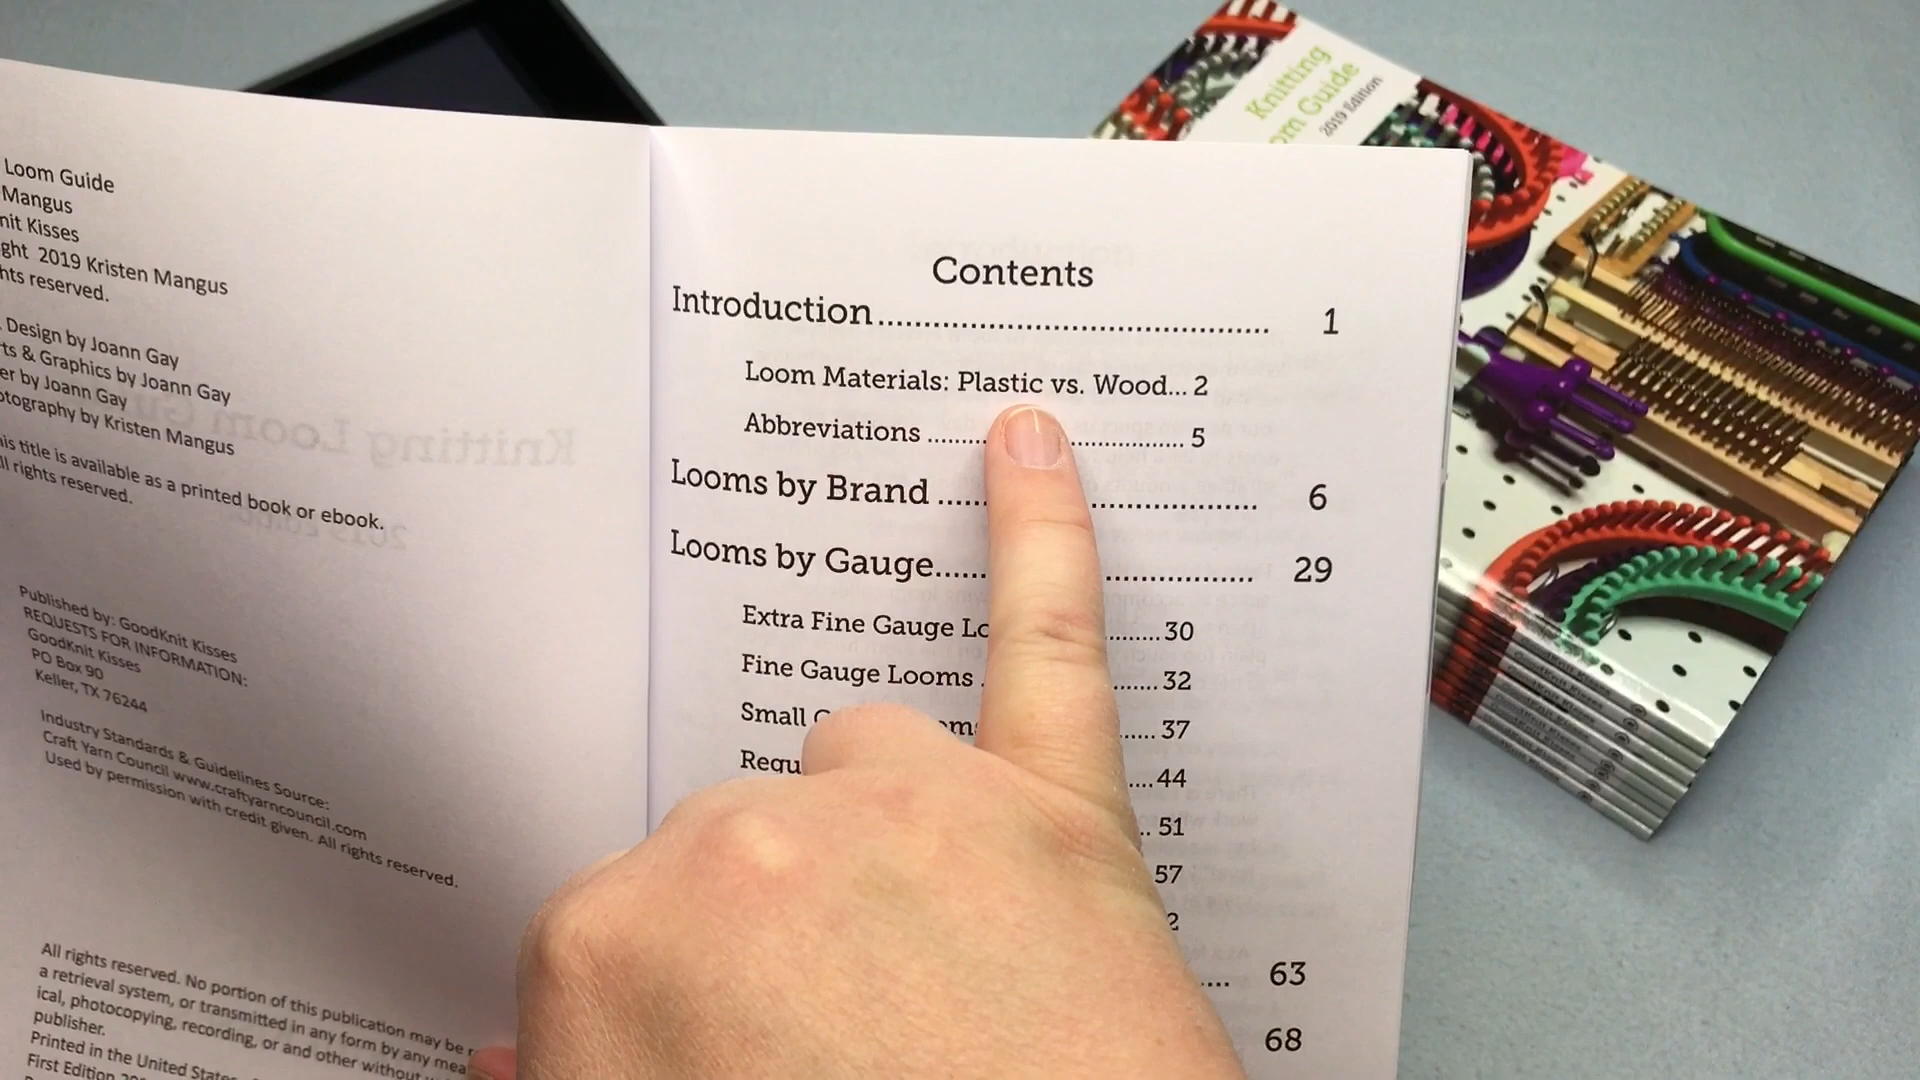 Loom Guide
Mangus
nit Kisses
ght 2019 Kristen Mangus
hts reserved.
Design by Joann Gay
ts & Graphics by Joann Gay
er by Joann Gay
otography by Kristen Mangus
his title is available as a printed book or ebook.
ll rights reserved.
Published by: GoodKnit Kisses
REQUESTS FOR INFORMATION:
GoodKnit Kisses
PO Box 90
Keller, TX 76244
Industry Standards & Guidelines Source:
Craft Yarn Council www.craftyarncouncil.com
Used by permission with credit given. All rights reserved.
All rights reserved. No portion of this publication may be r
a retrieval system, or transmitted in any form by any mea
ical, photocopying, recording, or and other without
publisher.
Printed in the United States
First Edition
Contents
Introduction.......................................... 1
Loom Materials: Plastic vs. Wood... 2
Abbreviations ......... ................. 5
Looms by Brand ...... .................. 6
Looms by Gauge...... ................ 29
Extra Fine Gauge Lo .........30
Fine Gauge Looms . .......32
Small G oms ......37
Regu ....44
.. 51
57
2
.... 63
68
Knitting
om Guide
2019 Edition